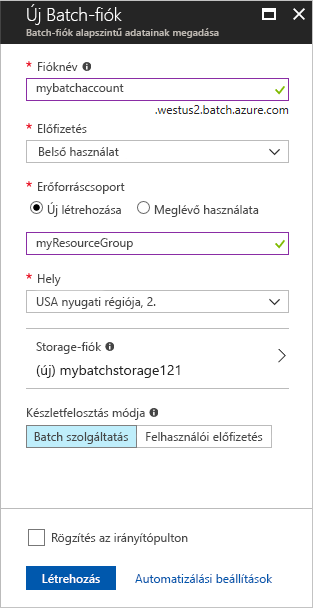 Új Batch-fiók
Batch-fiók alapszintű adatainak megadása
* Fióknév
mybatchaccount
.westus2.batch.azure.com
* Előfizetés
Belső használat
* Erőforráscsoport
Új létrehozása Meglévő használata
myResourceGroup
* Hely
USA nyugati régiója, 2.
Storage-fiók
(új) mybatchstorage121
Készletfelosztás módja
Batch szolgáltatás Felhasználói előfizetés
Rögzítés az irányítópulton
Létrehozás Automatizálási beállítások